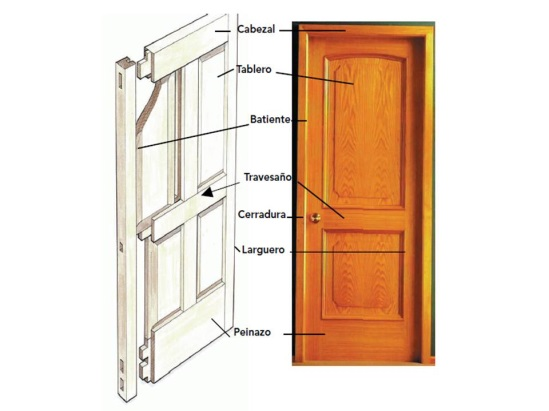 Cabezal
Tablero
Batiente
Travesaño
Cerradura
Larguero
Peinazo